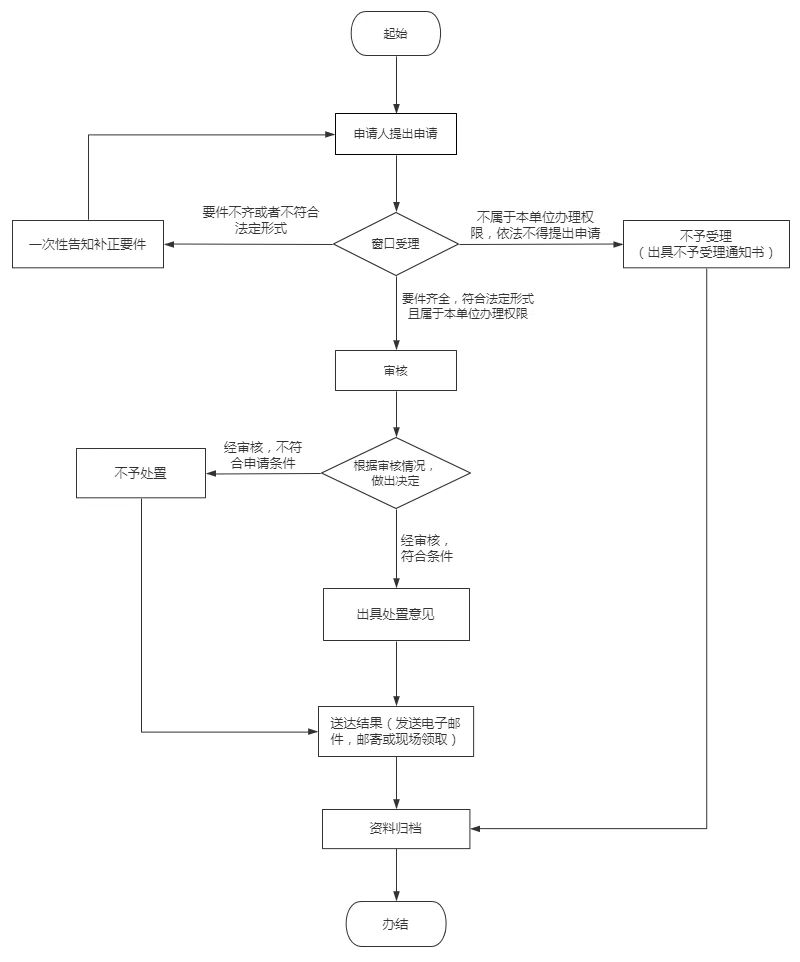 起始
申请人提出申请
要件不齐或者不符合
法定形式
不属于本单位办理权
限，依法不得提出申请
一次性告知补正要件
窗口受理
不予受理
（出具不予受理通知书）
要件齐全，符合法定形式
且属于本单位办理权限
审核
经审核，不符
合申请条件
不予处置
根据审核情况，
做出决定
经审核，
符合条件
出具处置意见
送达结果（发送电子邮
件，邮寄或现场领取）
资料归档
办结